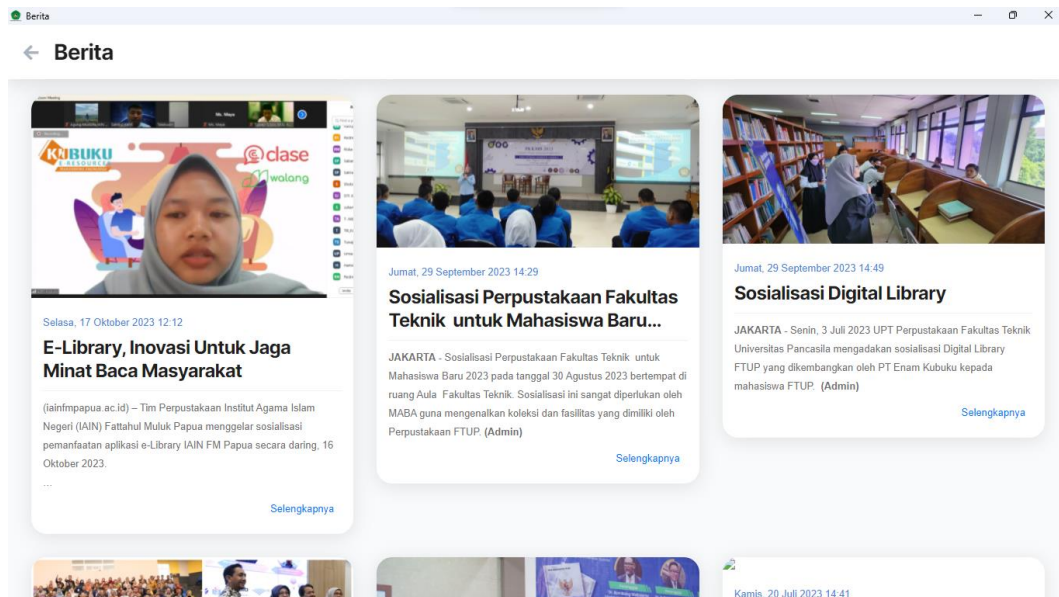 Berita
Berita
KUBUKU
E-RESOURCES
clase
walang
Selasa, 17 Oktober 2023 12:12
E-Library, Inovasi Untuk Jaga
Minat Baca Masyarakat
(iainfmpapua.ac.id) – Tim Perpustakaan Institut Agama Islam
Negeri (IAIN) Fattahul Muluk Papua menggelar sosialisasi
pemanfaatan aplikasi e-Library IAIN FM Papua secara daring, 16
Oktober 2023.
...
Selengkapnya
Jumat, 29 September 2023 14:29
Sosialisasi Perpustakaan Fakultas
Teknik untuk Mahasiswa Baru...
JAKARTA - Sosialisasi Perpustakaan Fakultas Teknik untuk
Mahasiswa Baru 2023 pada tanggal 30 Agustus 2023 bertempat di
ruang Aula Fakultas Teknik. Sosialisasi ini sangat diperlukan oleh
MABA guna mengenalkan koleksi dan fasilitas yang dimiliki oleh
Perpustakaan FTUP. (Admin)
Selengkapnya
Jumat, 29 September 2023 14:49
Sosialisasi Digital Library
JAKARTA - Senin, 3 Juli 2023 UPT Perpustakaan Fakultas Teknik
Universitas Pancasila mengadakan sosialisasi Digital Library
FTUP yang dikembangkan oleh PT Enam Kubuku kepada
mahasiswa FTUP. (Admin)
Selengkapnya
Kamis, 20 Juli 2023 14:41